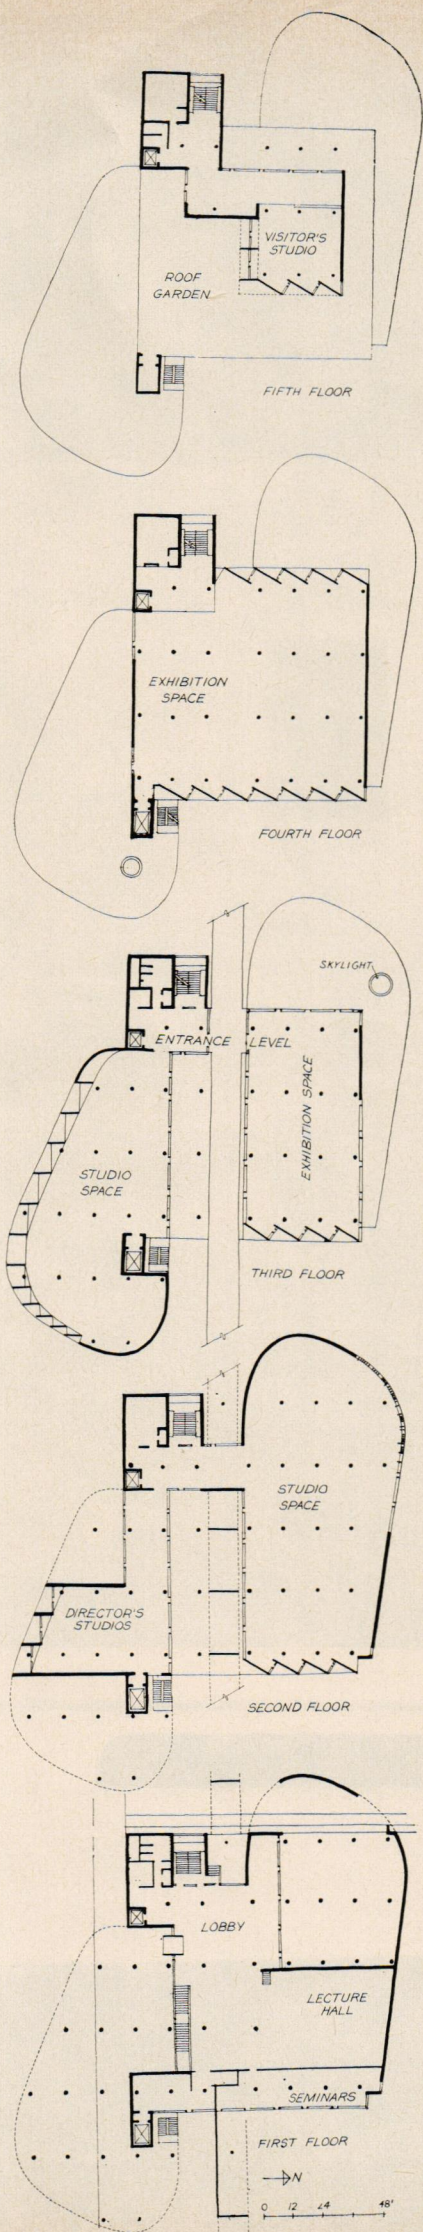 VISITOR'S
STUDIO
ROOF
GARDEN
FIFTH FLOOR
EXHIBITION
SPACE
FOURTH FLOOR
SKYLIGHT
ENTRANCE LEVEL
EXHIBITION SPACE
STUDIO
SPACE
THIRD FLOOR
STUDIO
SPACE
DIRECTOR'S
STUDIOS
SECOND FLOOR
LOBBY
LECTURE
HALL
SEMINARS
FIRST FLOOR
N
0 12 24 48'